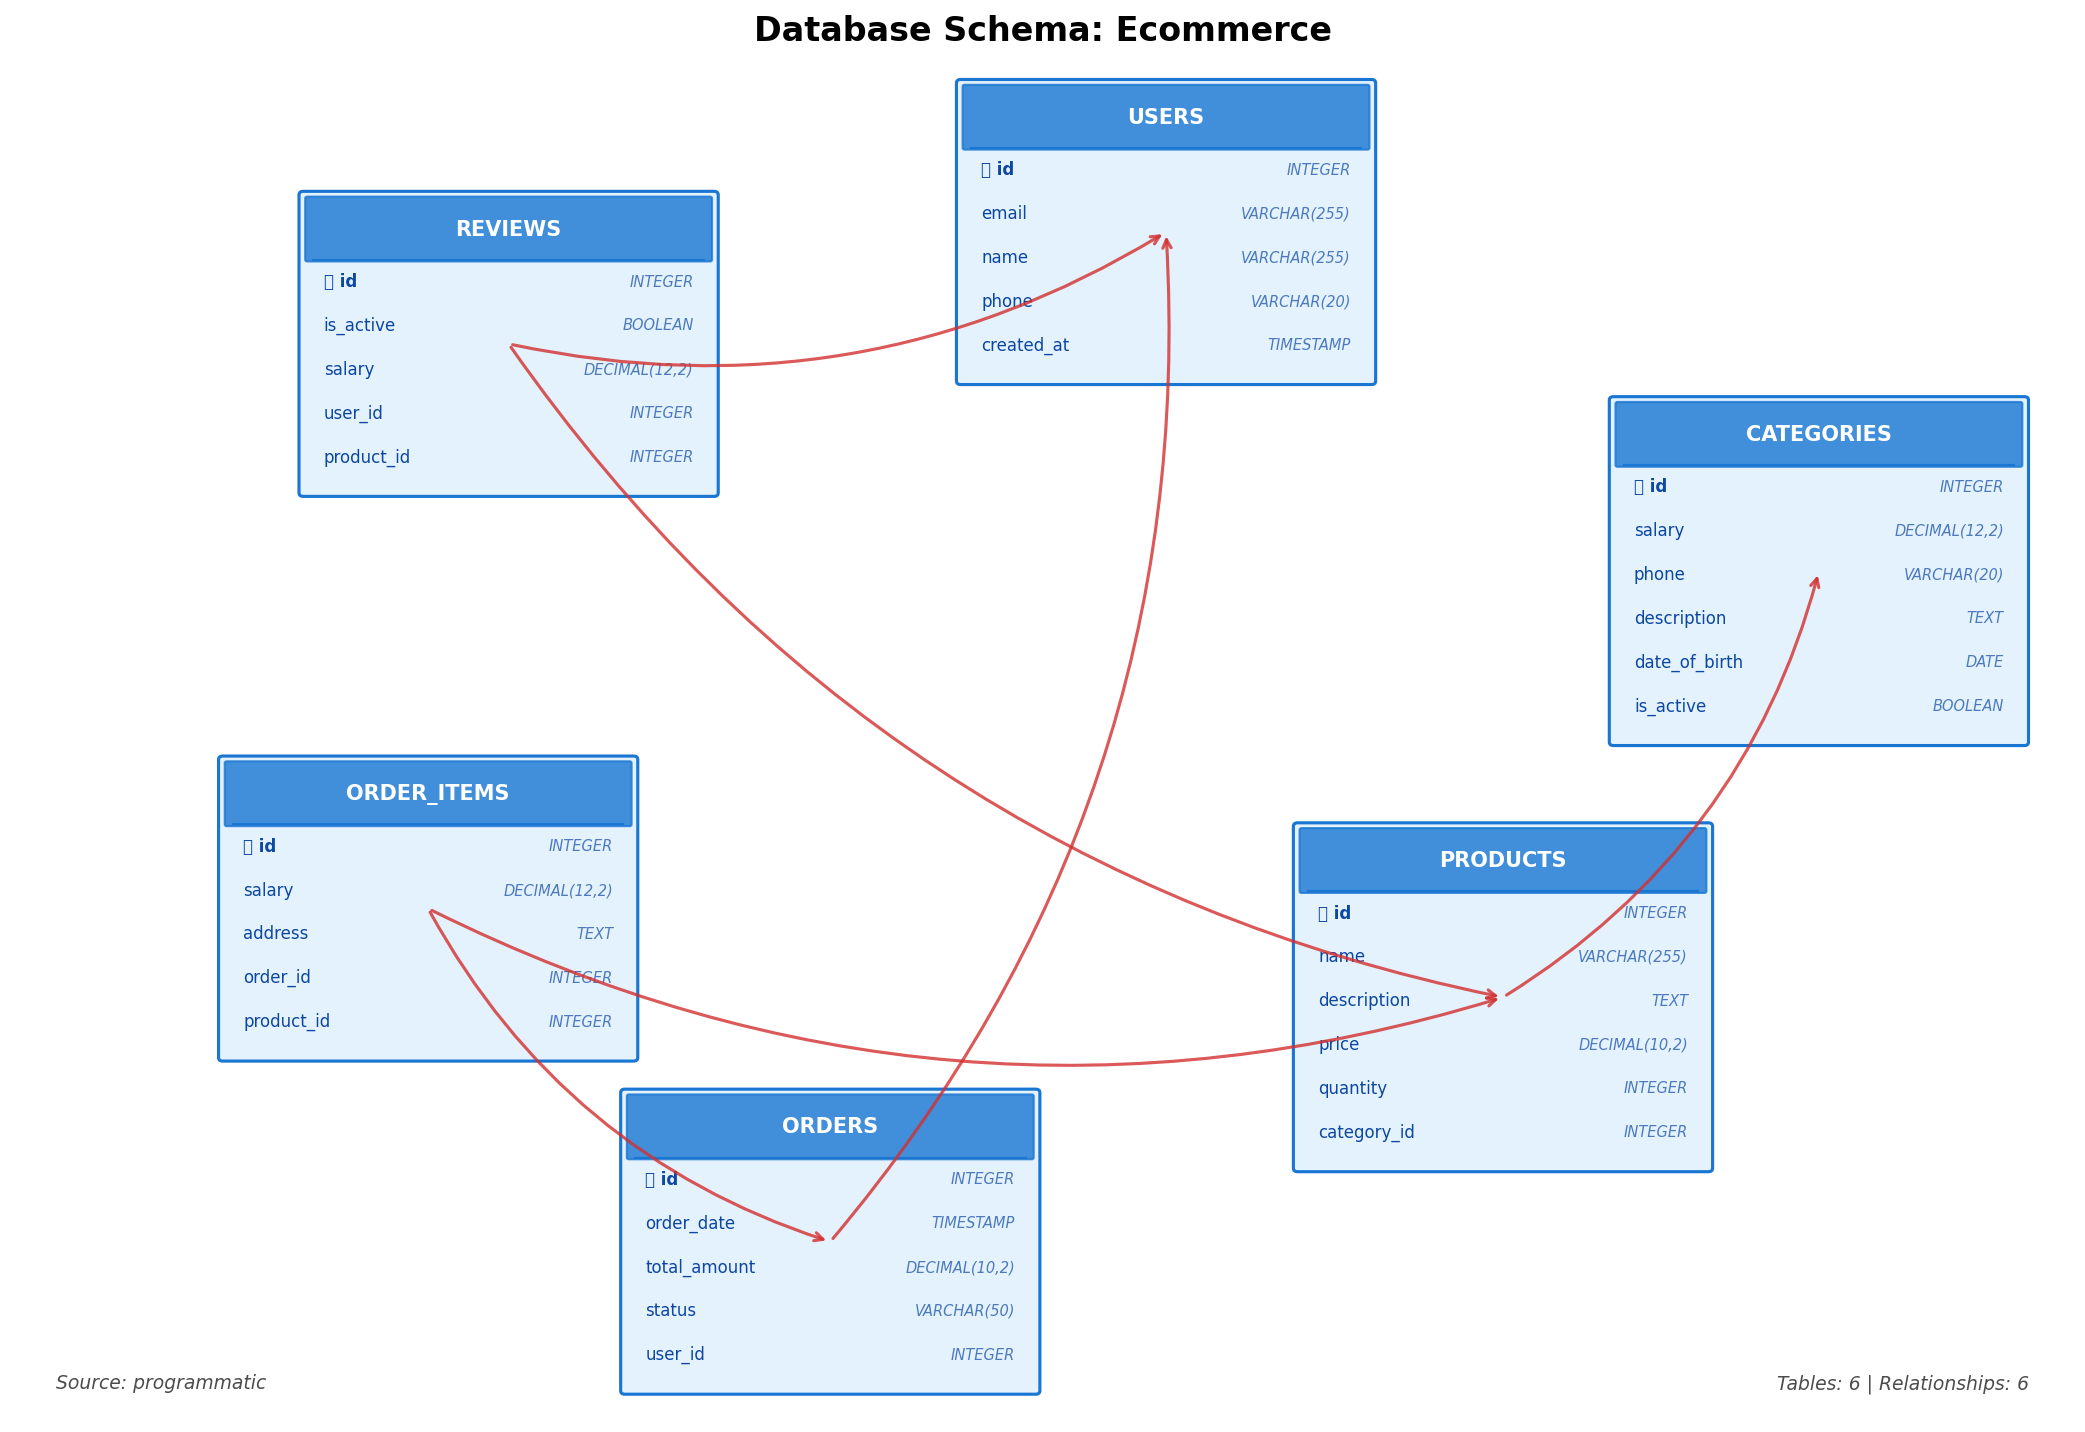 Database Schema: Ecommerce
USERS
id INTEGER
email VARCHAR(255)
name VARCHAR(255)
phone VARCHAR(20)
created_at TIMESTAMP
REVIEWS
id INTEGER
is_active BOOLEAN
salary DECIMAL(12,2)
user_id INTEGER
product_id INTEGER
CATEGORIES
id INTEGER
salary DECIMAL(12,2)
phone VARCHAR(20)
description TEXT
date_of_birth DATE
is_active BOOLEAN
ORDER_ITEMS
id INTEGER
salary DECIMAL(12,2)
address TEXT
order_id INTEGER
product_id INTEGER
PRODUCTS
id INTEGER
name VARCHAR(255)
description TEXT
price DECIMAL(10,2)
quantity INTEGER
category_id INTEGER
ORDERS
id INTEGER
order_date TIMESTAMP
total_amount DECIMAL(10,2)
status VARCHAR(50)
user_id INTEGER
Source: programmatic
Tables: 6 | Relationships: 6